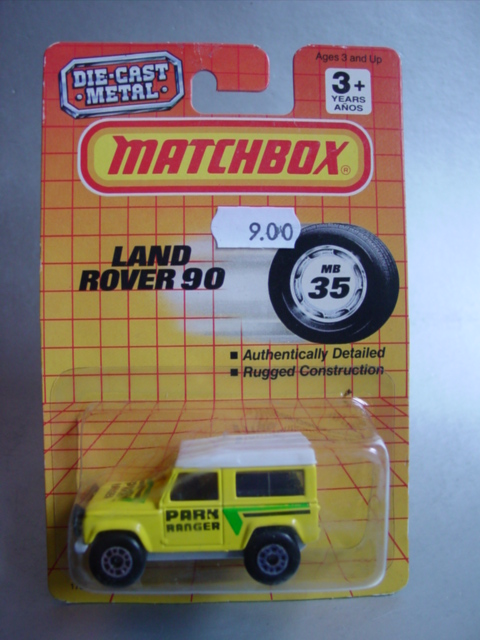 DIE-CAST
METAL
Ages 3 and Up
3+
YEARS
AÑOS
MATCHBOX®
9.00
LAND
ROVER 90
MB
35
■ Authentically Detailed
■ Rugged Construction
PARK
RANGER